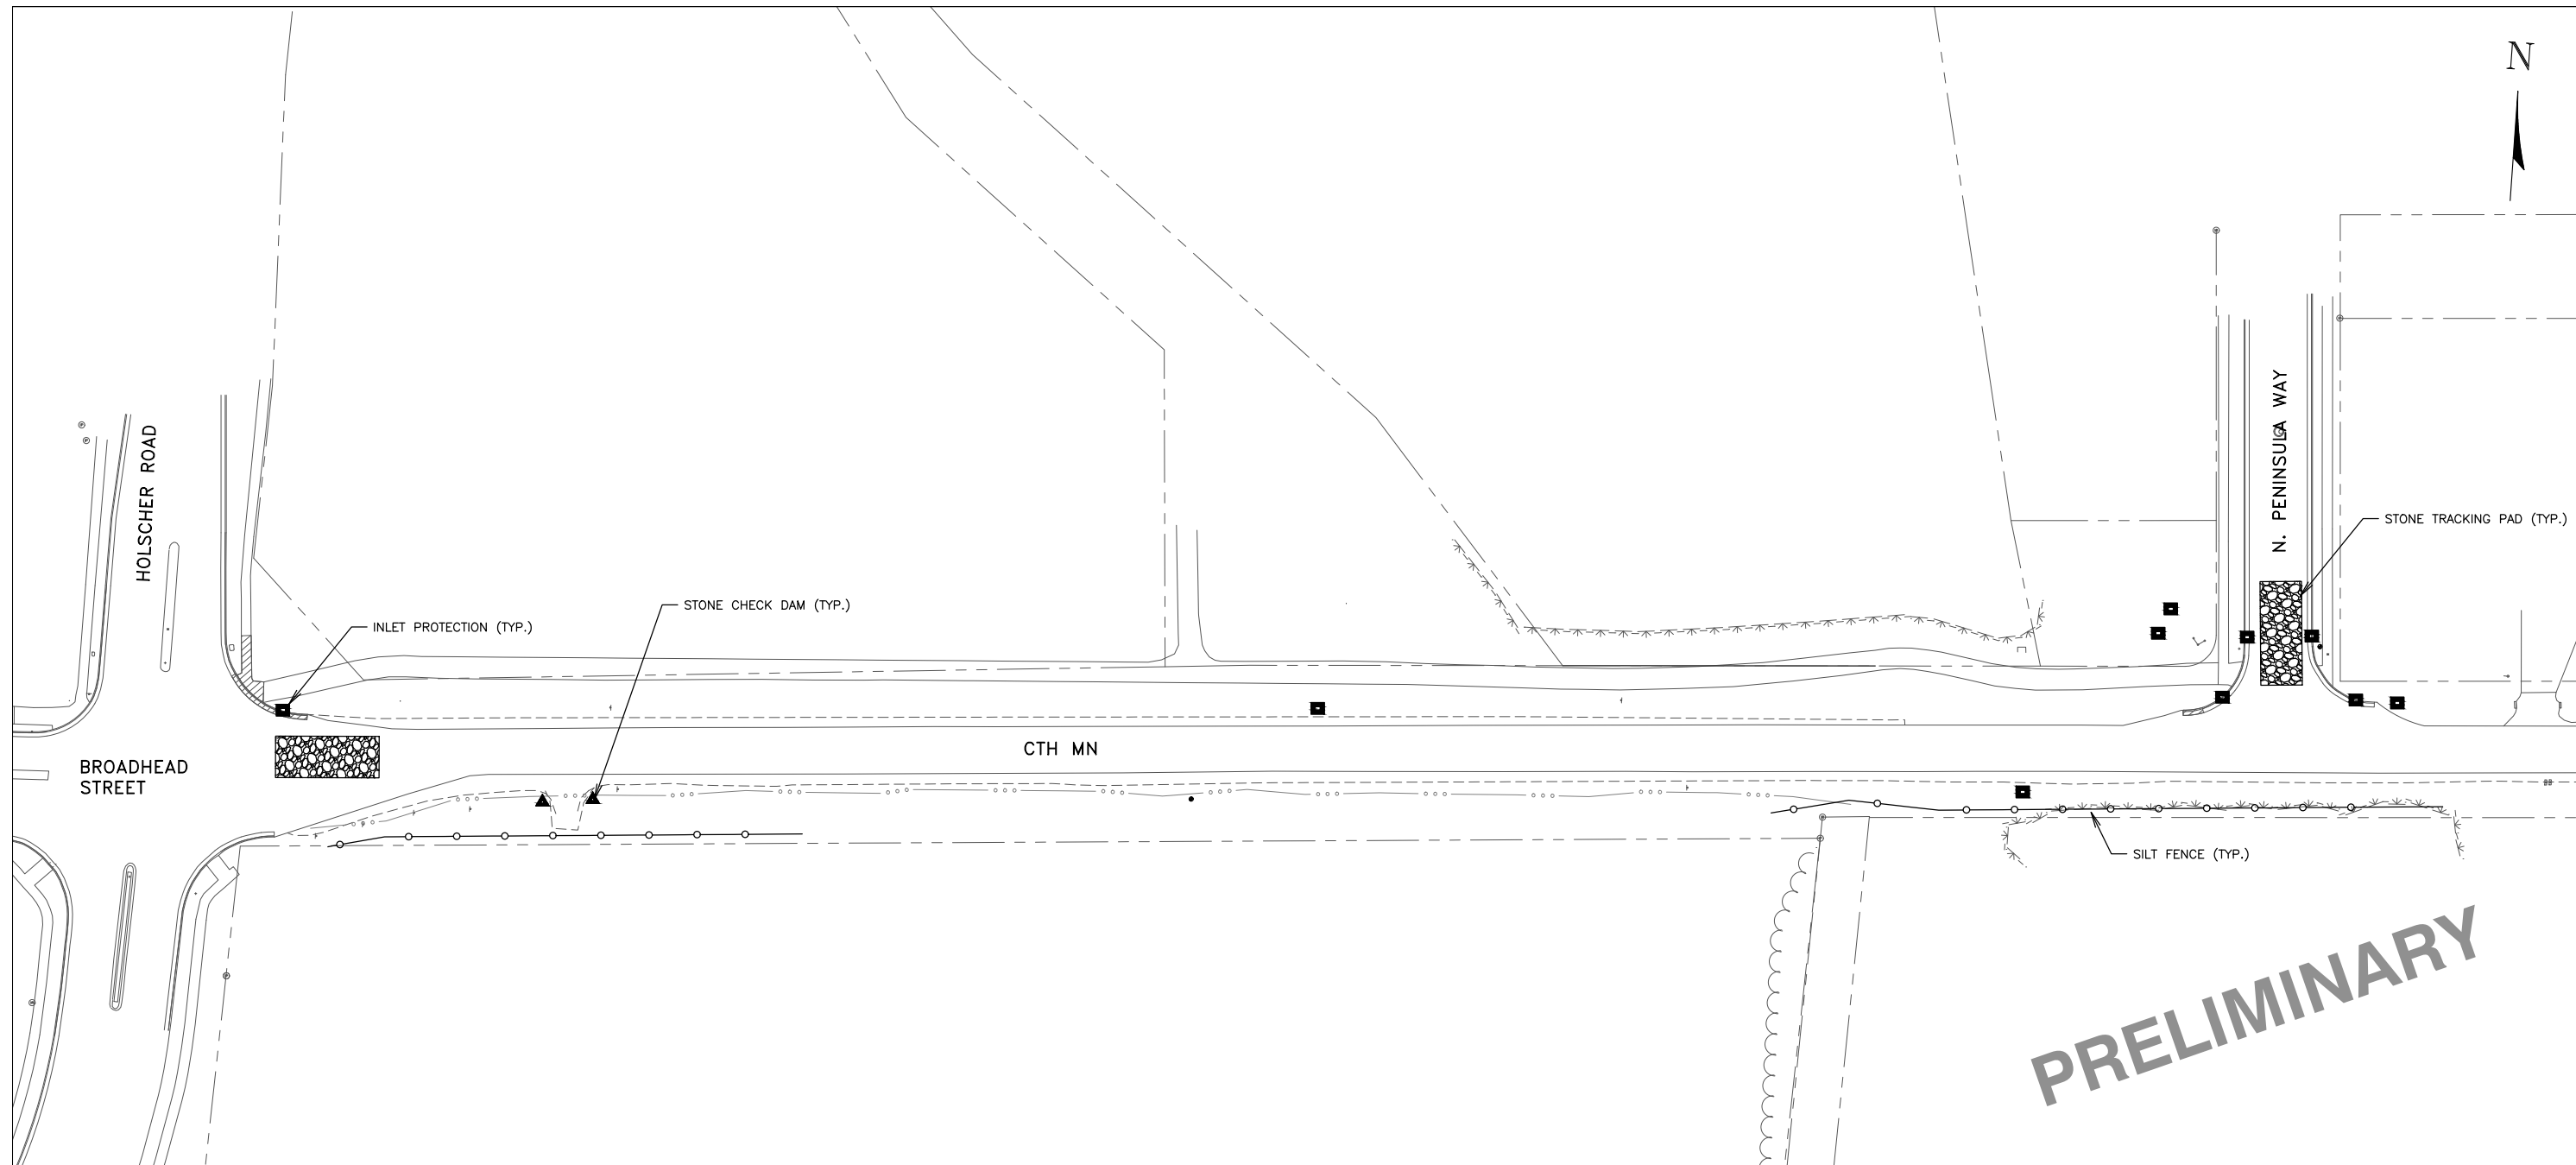 N
HOLSCHER ROAD
N. PENINSULA WAY
STONE TRACKING PAD (TYP.)
STONE CHECK DAM (TYP.)
INLET PROTECTION (TYP.)
CTH MN
BROADHEAD
STREET
SILT FENCE (TYP.)
PRELIMINARY